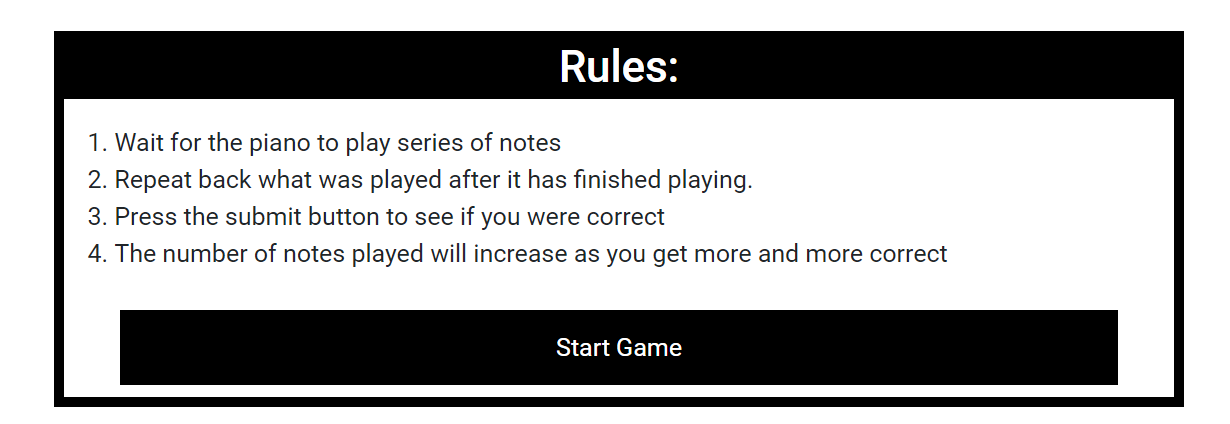 Rules:
1. Wait for the piano to play series of notes
2. Repeat back what was played after it has finished playing.
3. Press the submit button to see if you were correct
4. The number of notes played will increase as you get more and more correct
Start Game